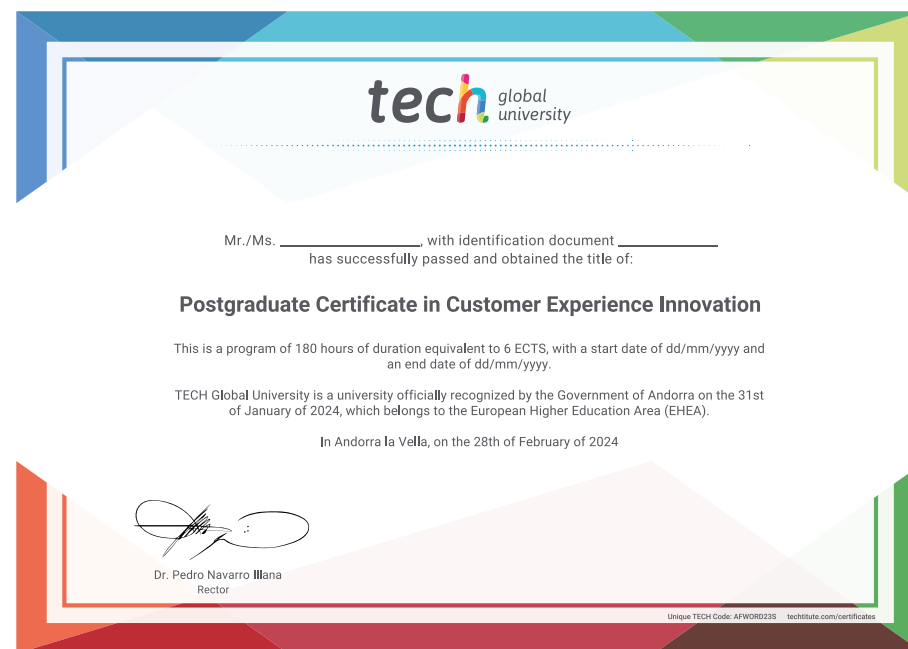 tech global university
Mr./Ms. ____________________, with identification document ______________
has successfully passed and obtained the title of:
Postgraduate Certificate in Customer Experience Innovation
This is a program of 180 hours of duration equivalent to 6 ECTS, with a start date of dd/mm/yyyy and
an end date of dd/mm/yyyy.
TECH Global University is a university officially recognized by the Government of Andorra on the 31st
of January of 2024, which belongs to the European Higher Education Area (EHEA).
In Andorra la Vella, on the 28th of February of 2024
Dr. Pedro Navarro Illana
Rector
Unique TECH Code: AFWORD23S techtitute.com/certificates